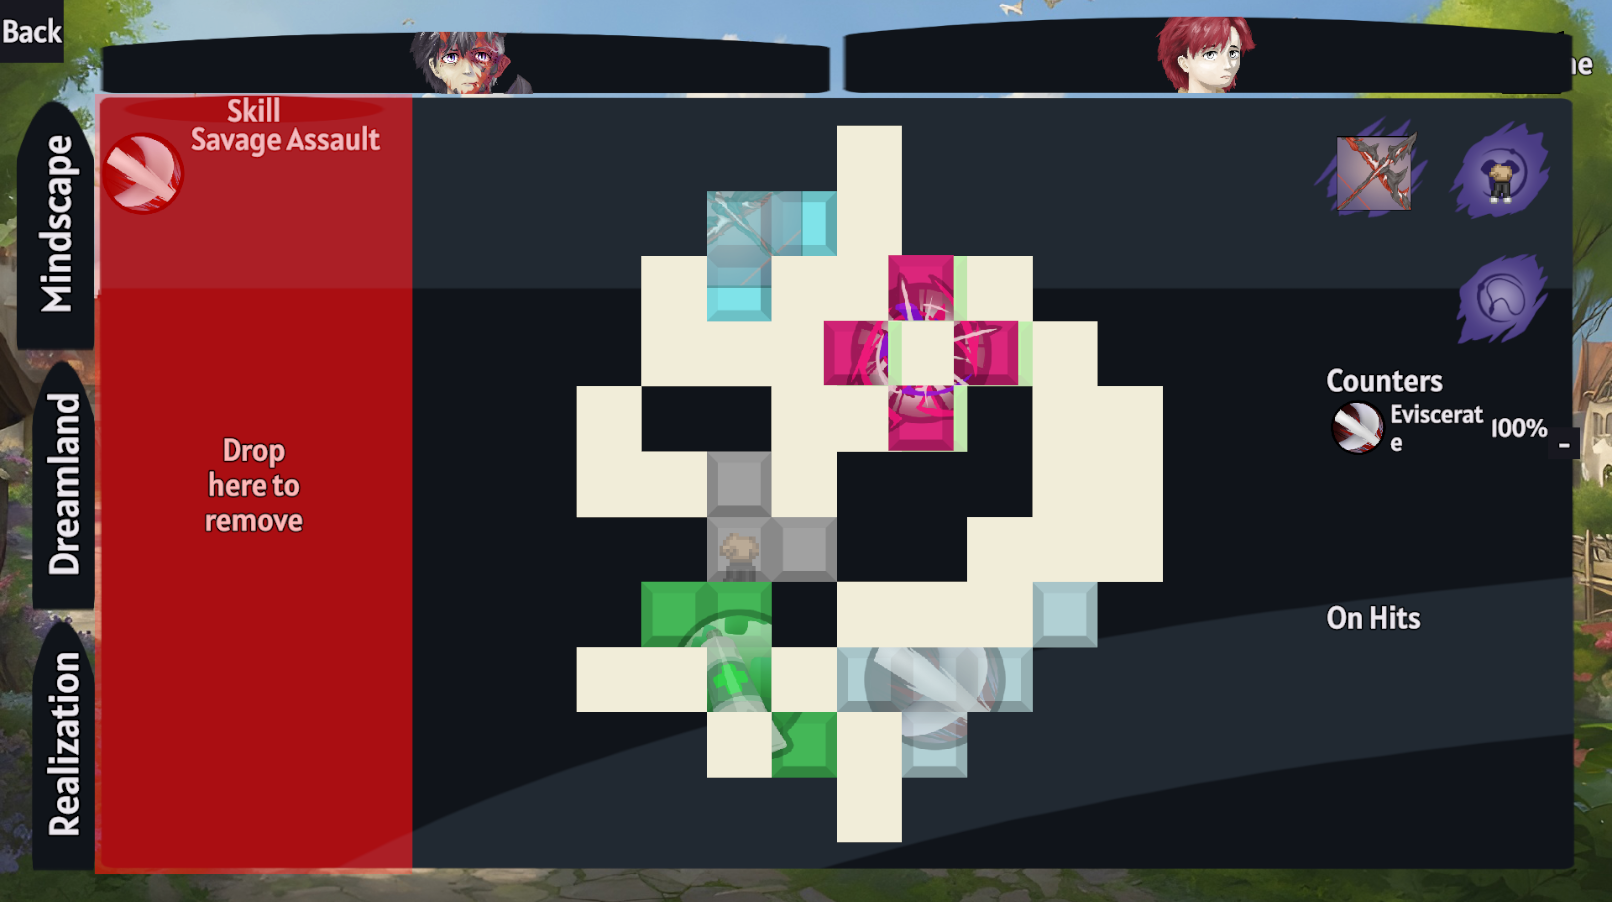 Back
Skill
Savage Assault
Mindscape
Dreamland
Realization
Drop
here to
remove
Counters
Eviscerat
e
100%
-
On Hits